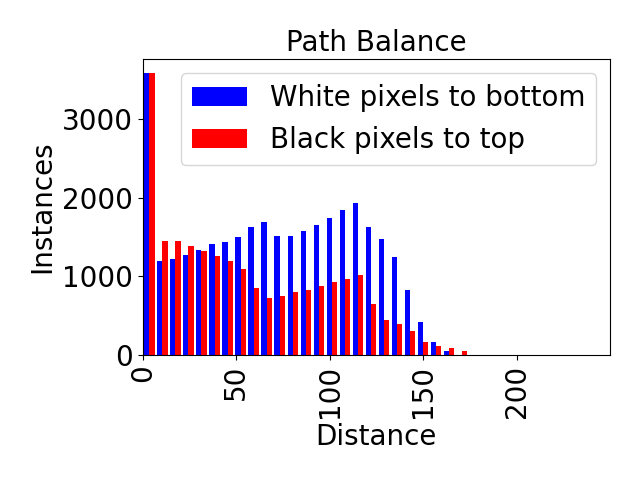 Path Balance
White pixels to bottom
Black pixels to top
Instances
3000
2000
1000
0
0
50
100
150
200
Distance